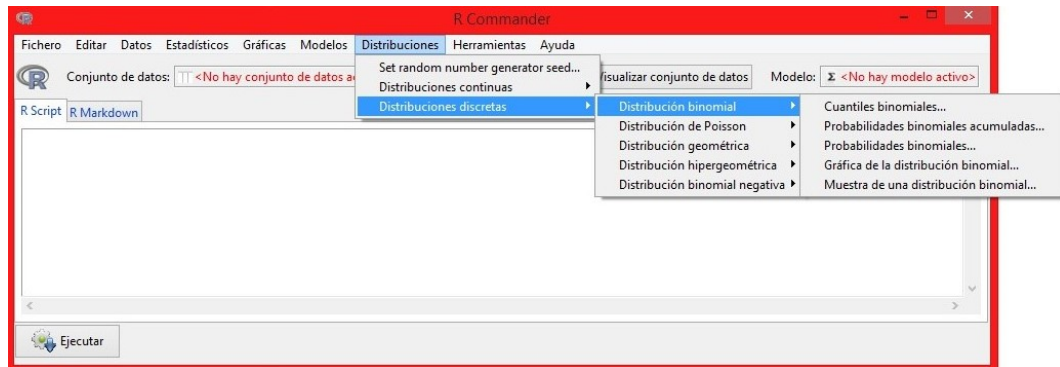 R Commander
Fichero Editar Datos Estadísticos Gráficas Modelos Distribuciones Herramientas Ayuda
R Conjunto de datos: <No hay conjunto de datos Visualizar conjunto de datos Modelo: Σ <No hay modelo activo>
Set random number generator seed...
Distribuciones continuas
Distribuciones discretas
R Script R Markdown
Distribución binomial
Distribución de Poisson
Distribución geométrica
Distribución hipergeométrica
Distribución binomial negativa
Cuantiles binomiales...
Probabilidades binomiales acumuladas...
Probabilidades binomiales...
Gráfica de la distribución binomial...
Muestra de una distribución binomial...
Ejecutar